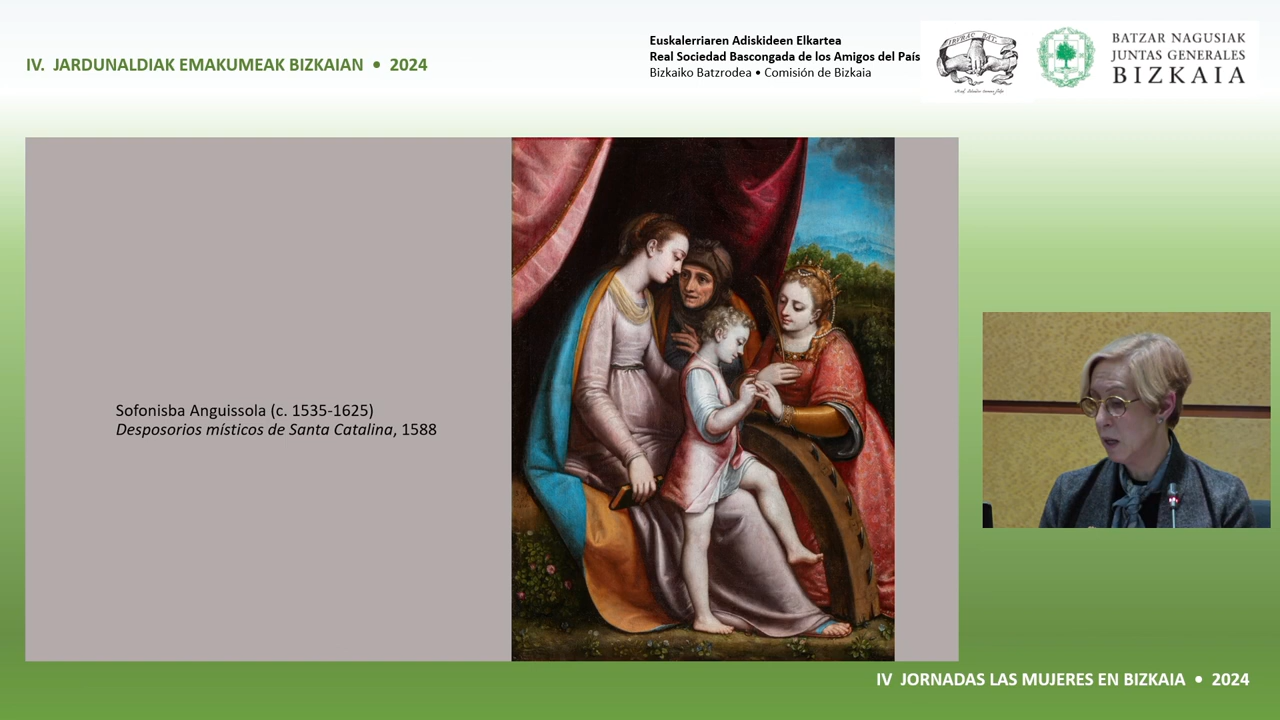 IV. JARDUNALDIAK EMAKUMEAK BIZKAIAN • 2024
Euskalerriaren Adiskideen Elkartea
Real Sociedad Bascongada de los Amigos del País
Bizkaiko Batzrodea • Comisión de Bizkaia
BATZAR NAGUSIAK
JUNTAS GENERALES
BIZKAIA
Sofonisba Anguissola (c. 1535-1625)
Desposorios místicos de Santa Catalina, 1588
IV JORNADAS LAS MUJERES EN BIZKAIA • 2024